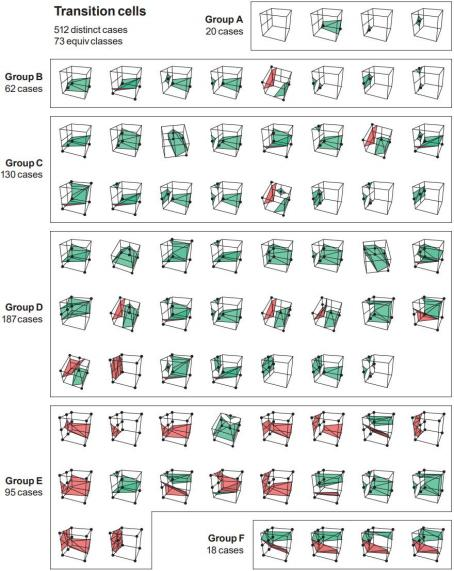 Transition cells
512 distinct cases
73 equiv classes
Group A
20 cases
Group B
62 cases
Group C
130 cases
Group D
187 cases
Group E
95 cases
Group F
18 cases